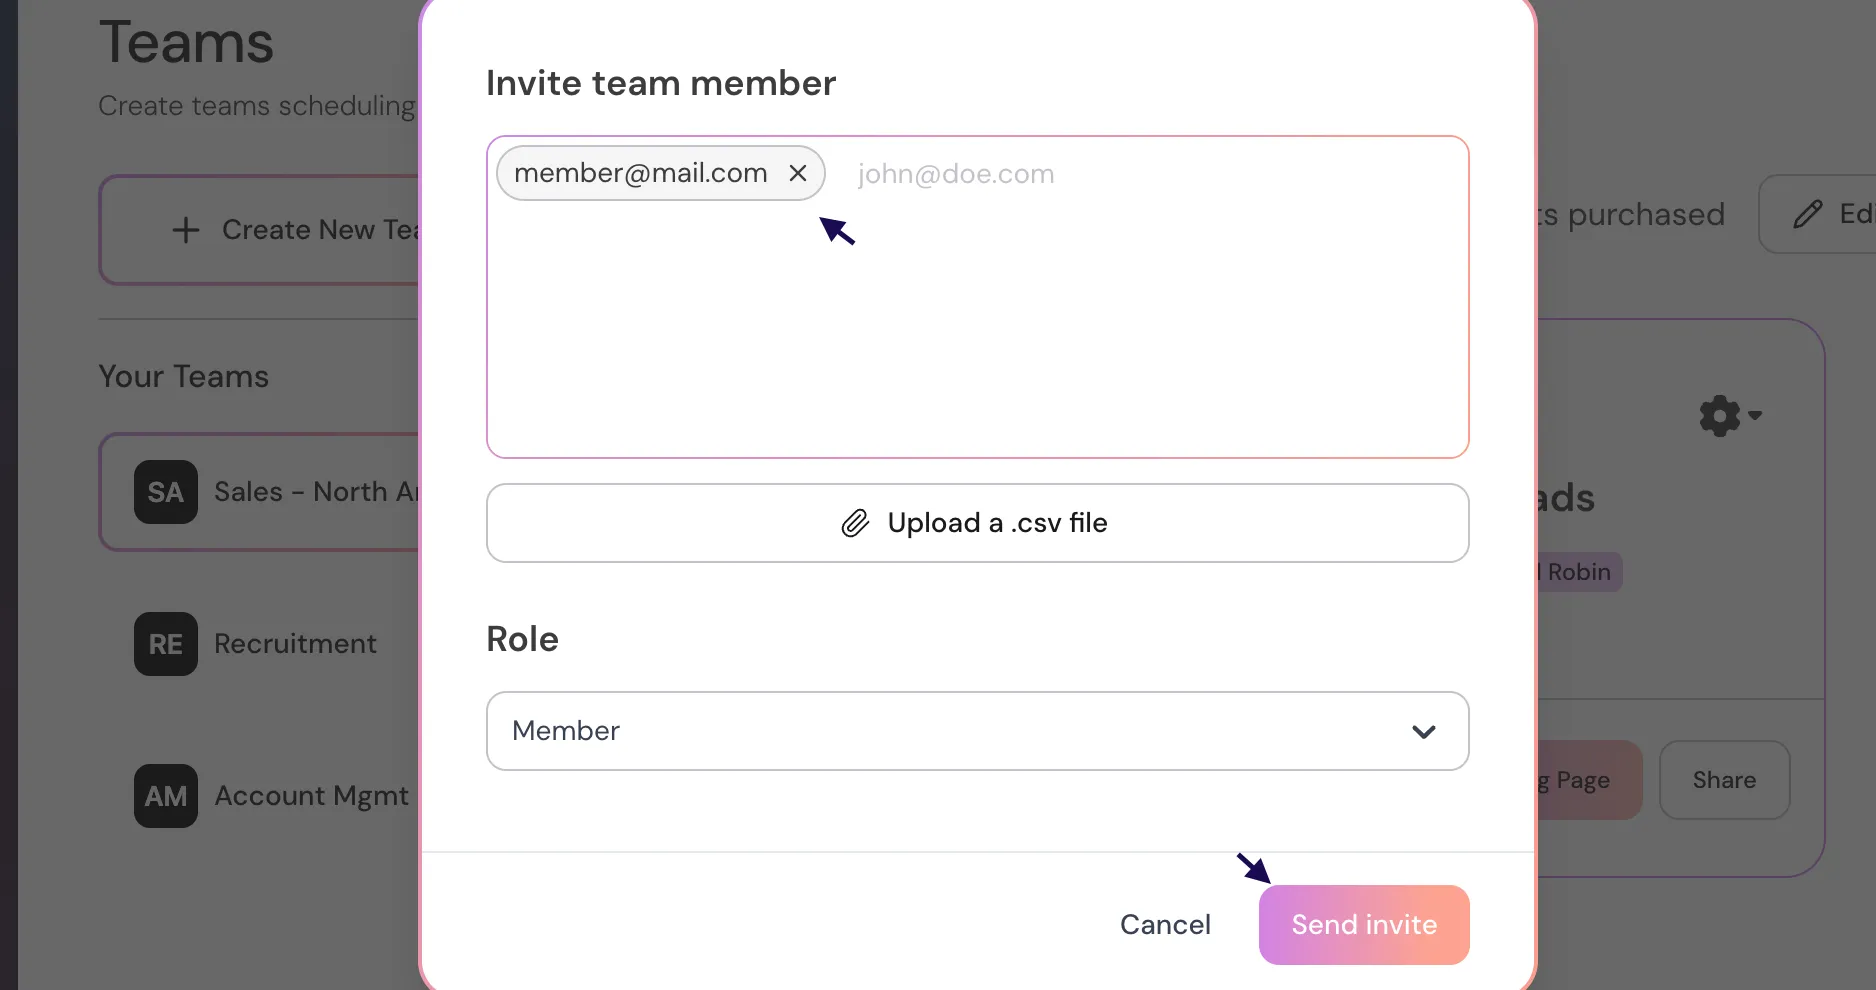 Teams
Create teams scheduling
Create New Tea
Your Teams
SA
Sales - North A
RE
Recruitment
AM
Account Mgmt
Invite team member
member@mail.com
john@doe.com
Upload a .csv file
Role
Member
Cancel
Send invite
ts purchased
Edi
ads
Robin
g Page
Share